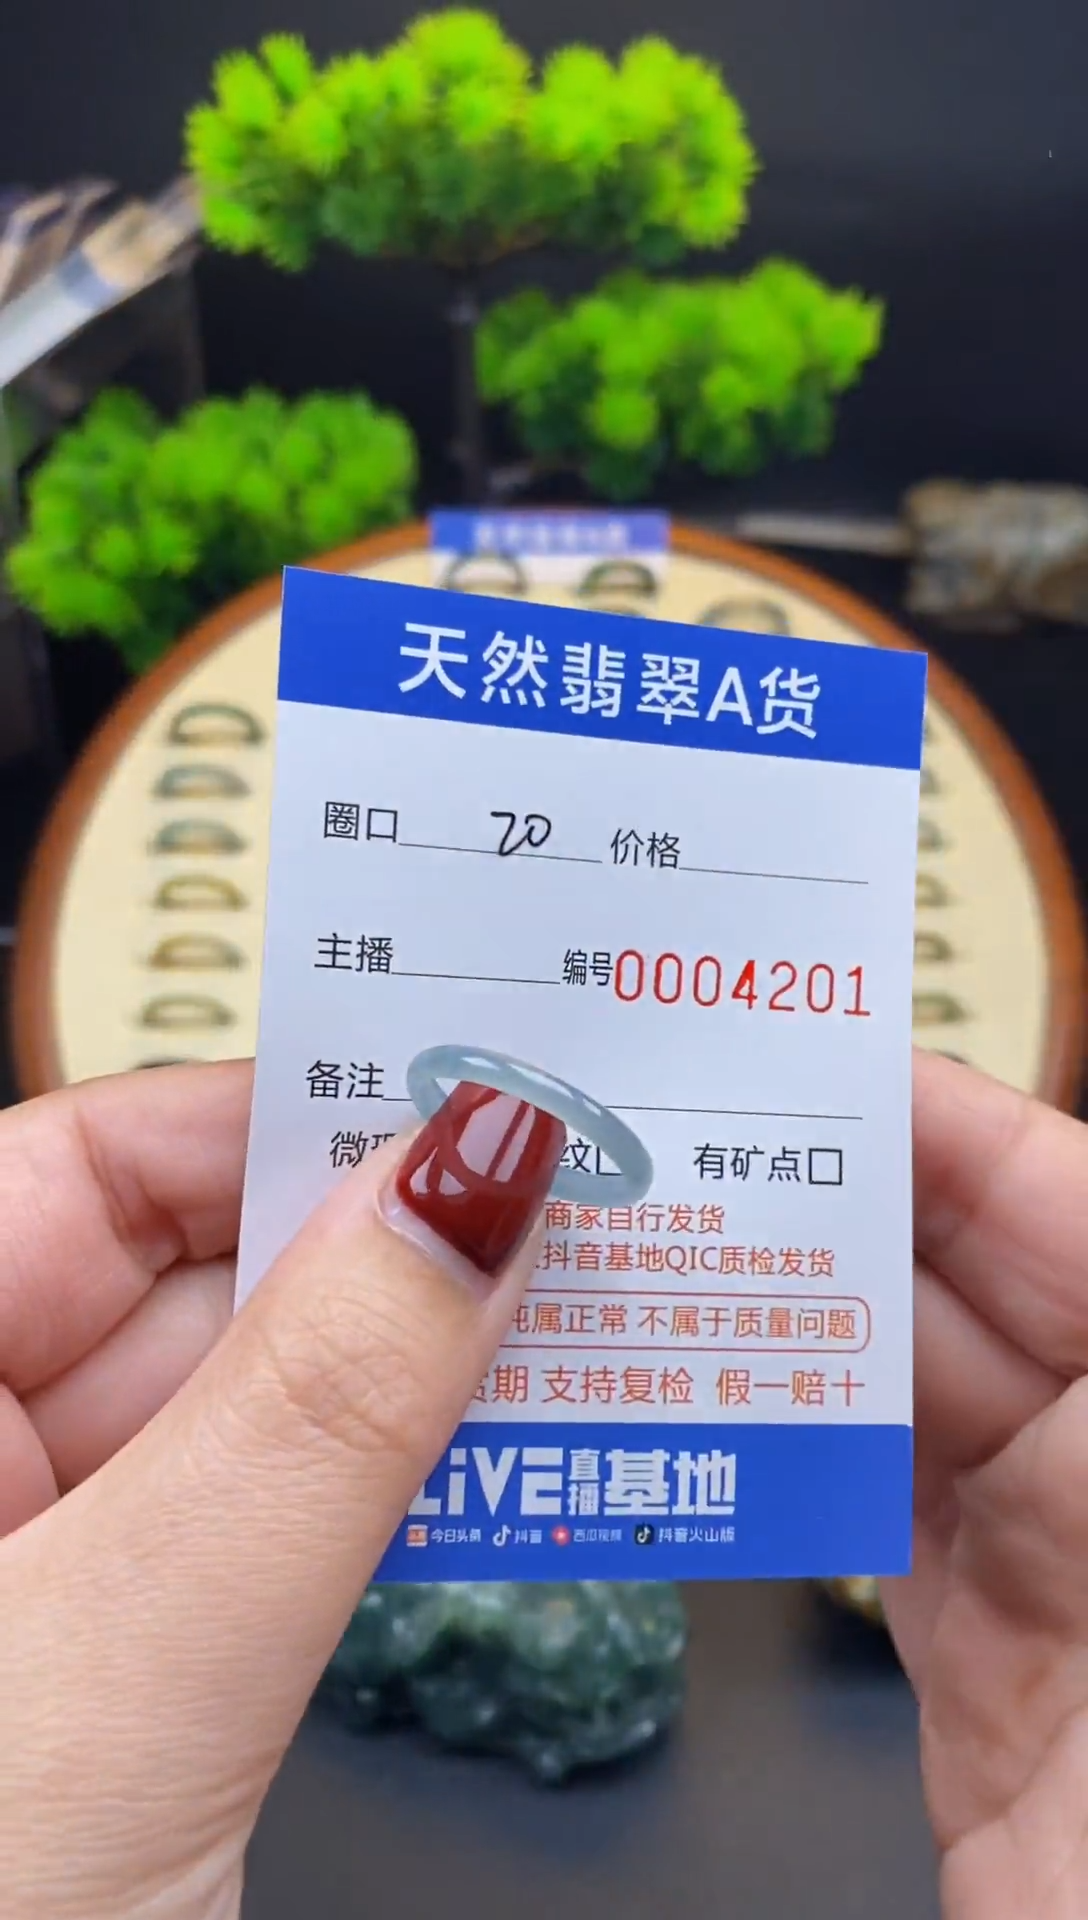 天然翡翠A货
圈口 20 价格
主播 编号0004201
备注
微 纹□ 有矿点□
商家自行发货
抖音基地QIC质检发货
属正常 不属于质量问题
期 支持复检 假一赔十
LiVE直播基地
今日头条 抖音 西瓜视频 抖音火山版